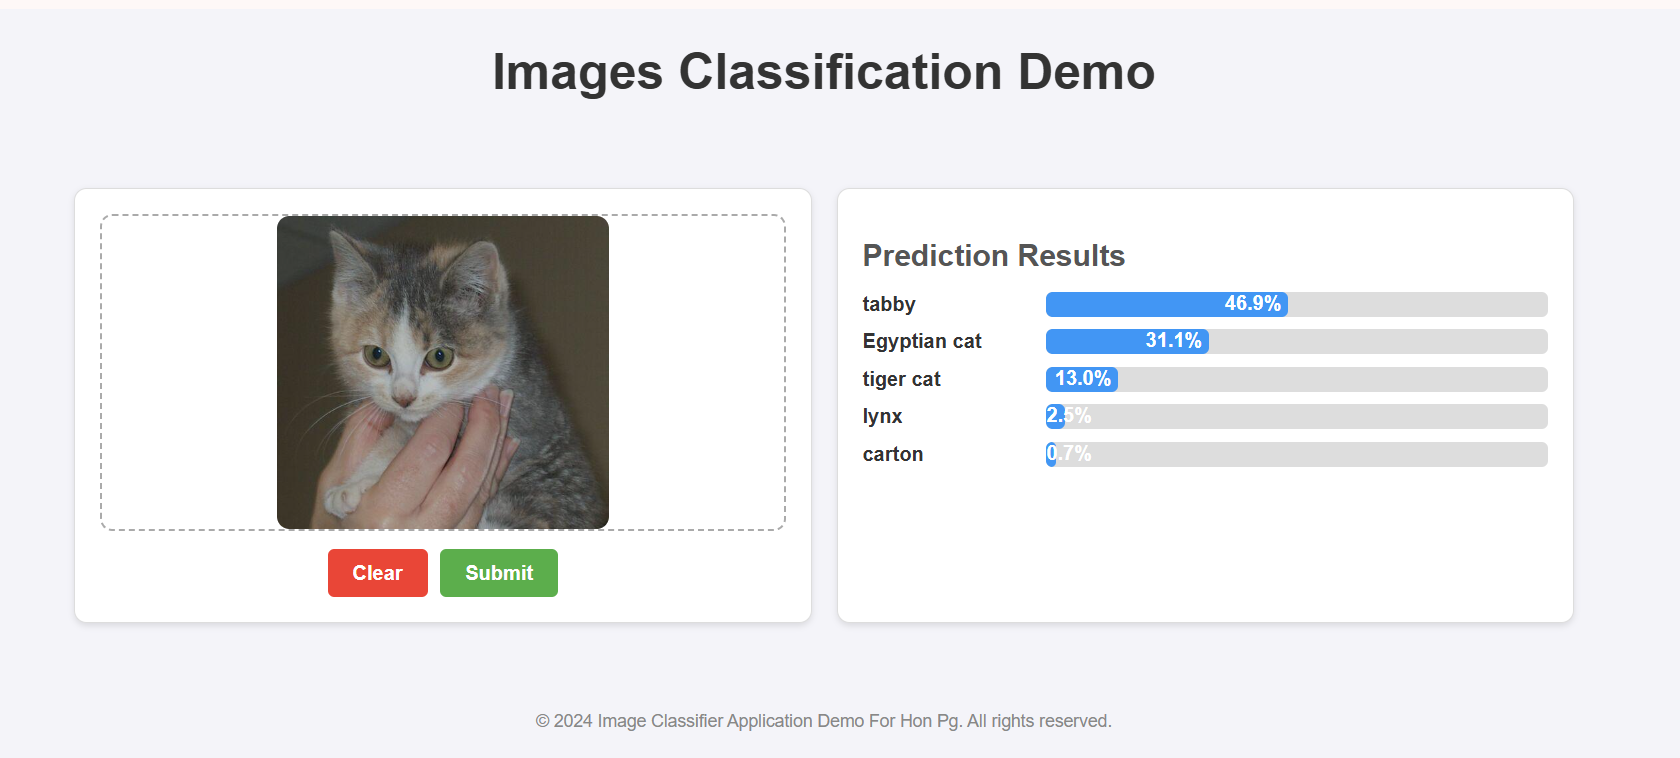 Images Classification Demo
Clear
Submit
Prediction Results
tabby 46.9%
Egyptian cat 31.1%
tiger cat 13.0%
lynx 2.5%
carton 0.7%
© 2024 Image Classifier Application Demo For Hon Pg. All rights reserved.